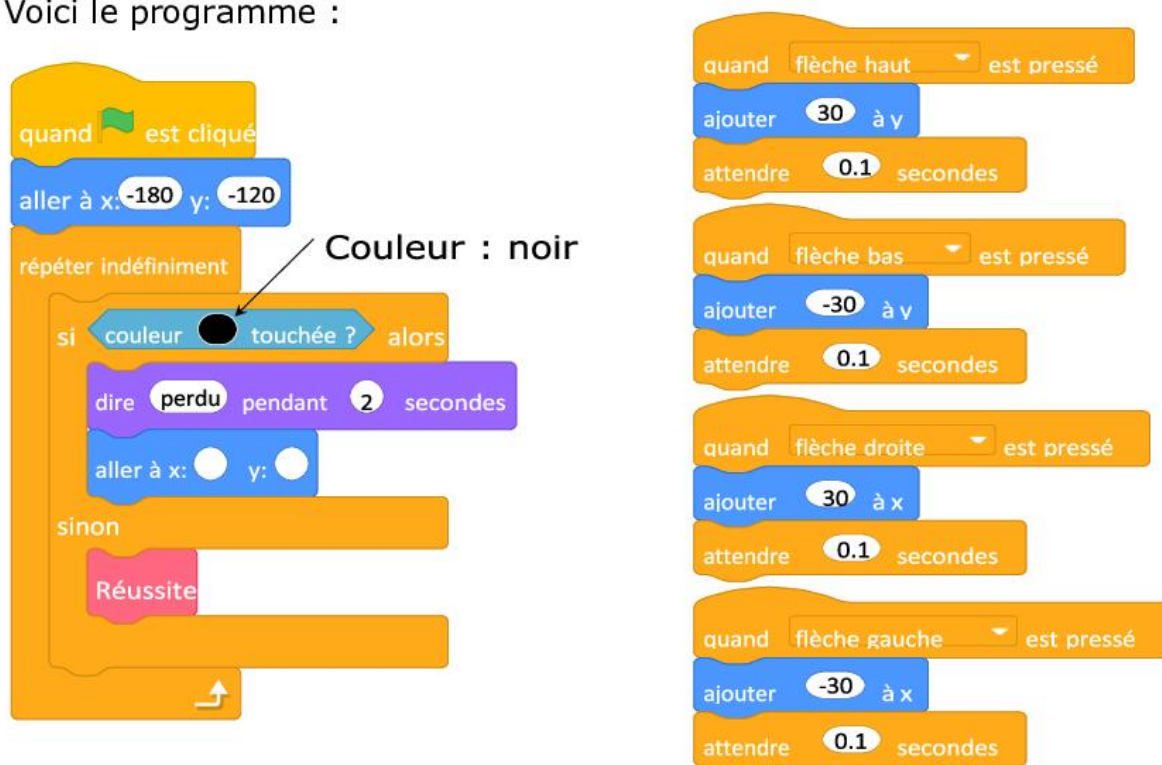 Voici le programme :
quand est cliqué
aller à x: -180 y: -120
répéter indéfiniment
Couleur : noir
si couleur touchée ? alors
dire perdu pendant 2 secondes
aller à x: y:
sinon
Réussite
quand flèche haut est pressé
ajouter 30 à y
attendre 0.1 secondes
quand flèche bas est pressé
ajouter -30 à y
attendre 0.1 secondes
quand flèche droite est pressé
ajouter 30 à x
attendre 0.1 secondes
quand flèche gauche est pressé
ajouter -30 à x
attendre 0.1 secondes